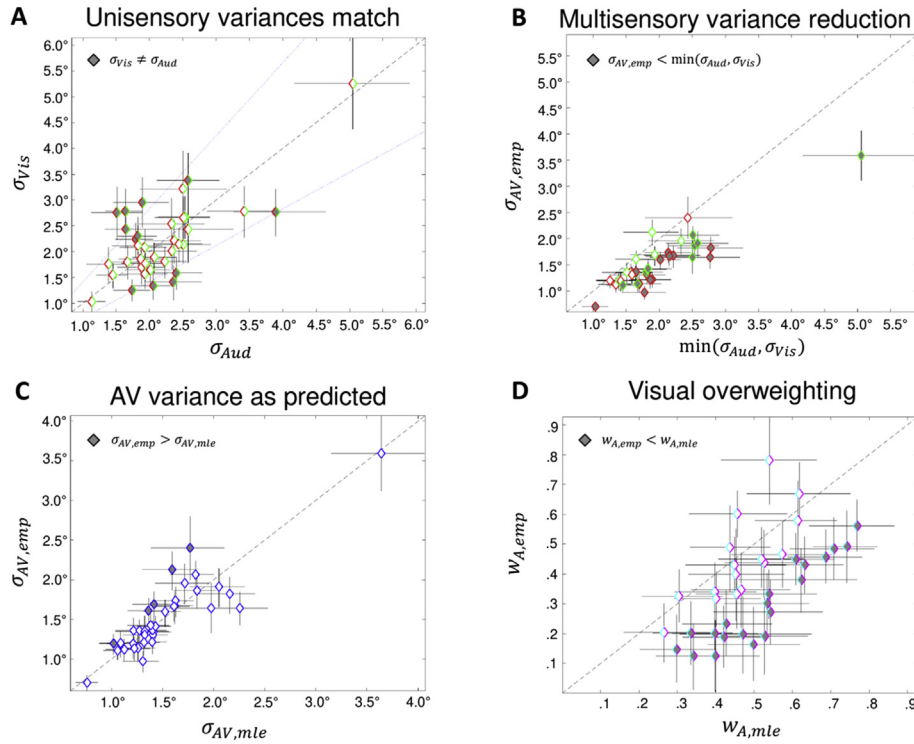 A Unisensory variances match
6.0°
5.5°
5.0°
4.5°
4.0°
3.5°
3.0°
2.5°
2.0°
1.5°
1.0°
σVis ≠ σAud
σVis
1.0° 1.5° 2.0° 2.5° 3.0° 3.5° 4.0° 4.5° 5.0° 5.5° 6.0°
σAud
B Multisensory variance reduction
5.5°
5.0°
4.5°
4.0°
3.5°
3.0°
2.5°
2.0°
1.5°
1.0°
σAV,emp < min(σAud, σVis)
σAV,emp
1.0° 1.5° 2.0° 2.5° 3.0° 3.5° 4.0° 4.5° 5.0° 5.5°
min(σAud, σVis)
C AV variance as predicted
4.0°
3.5°
3.0°
2.5°
2.0°
1.5°
1.0°
σAV,emp > σAV,mle
σAV,emp
1.0° 1.5° 2.0° 2.5° 3.0° 3.5° 4.0°
σAV,mle
D Visual overweighting
.9
.8
.7
.6
.5
.4
.3
.2
.1
wA,emp < wA,mle
wA,emp
.1 .2 .3 .4 .5 .6 .7 .8 .9
wA,mle